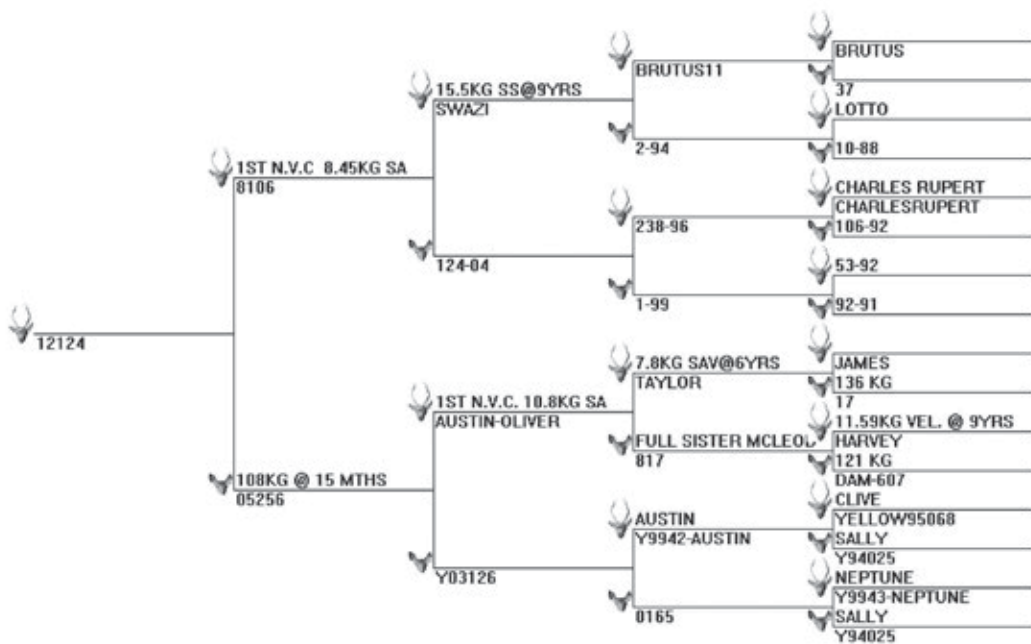 12124
1ST N.V.C 8.45KG SA
8106
108KG @ 15 MTHS
05256
15.5KG SS@9YRS
SWAZI
124-04
1ST N.V.C. 10.8KG SA
AUSTIN-OLIVER
Y03126
BRUTUS11
2-94
238-96
1-99
7.8KG SAV@6YRS
TAYLOR
FULL SISTER MCLEOD
817
AUSTIN
Y9942-AUSTIN
0165
BRUTUS
37
LOTTO
10-88
CHARLES RUPERT
CHARLESRUPERT
106-92
53-92
92-91
JAMES
136 KG
17
11.59KG VEL. @ 9YRS
HARVEY
121 KG
DAM-607
CLIVE
YELLOW95068
SALLY
Y94025
NEPTUNE
Y9943-NEPTUNE
SALLY
Y94025